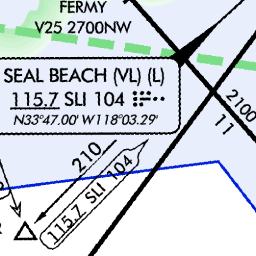 FERMY
V25 2700NW
SEAL BEACH (VL) (L)
115.7 SLI 104
N33°47.00' W118°03.29'
2100
11
210
115.7 SLI 104